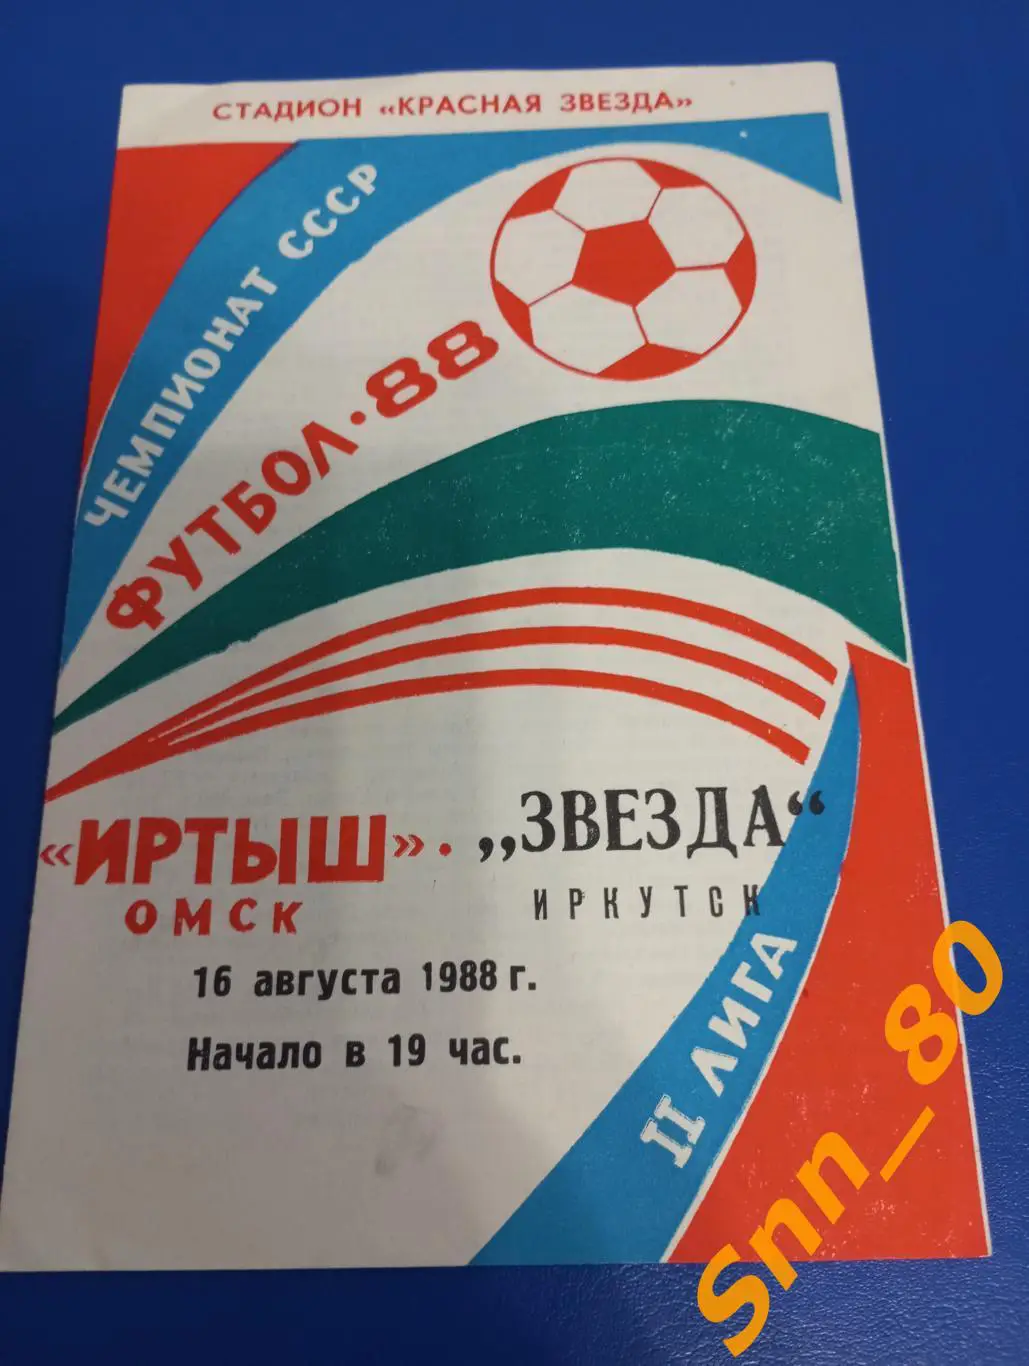 СТАДИОН «КРАСНАЯ ЗВЕЗДА»
ЧЕМПИОНАТ СССР
ФУТБОЛ·88
«ИРТЫШ». „ЗВЕЗДА“
ОМСК ИРКУТСК
16 августа 1988 г.
Начало в 19 час.
II ЛИГА
Snn_80